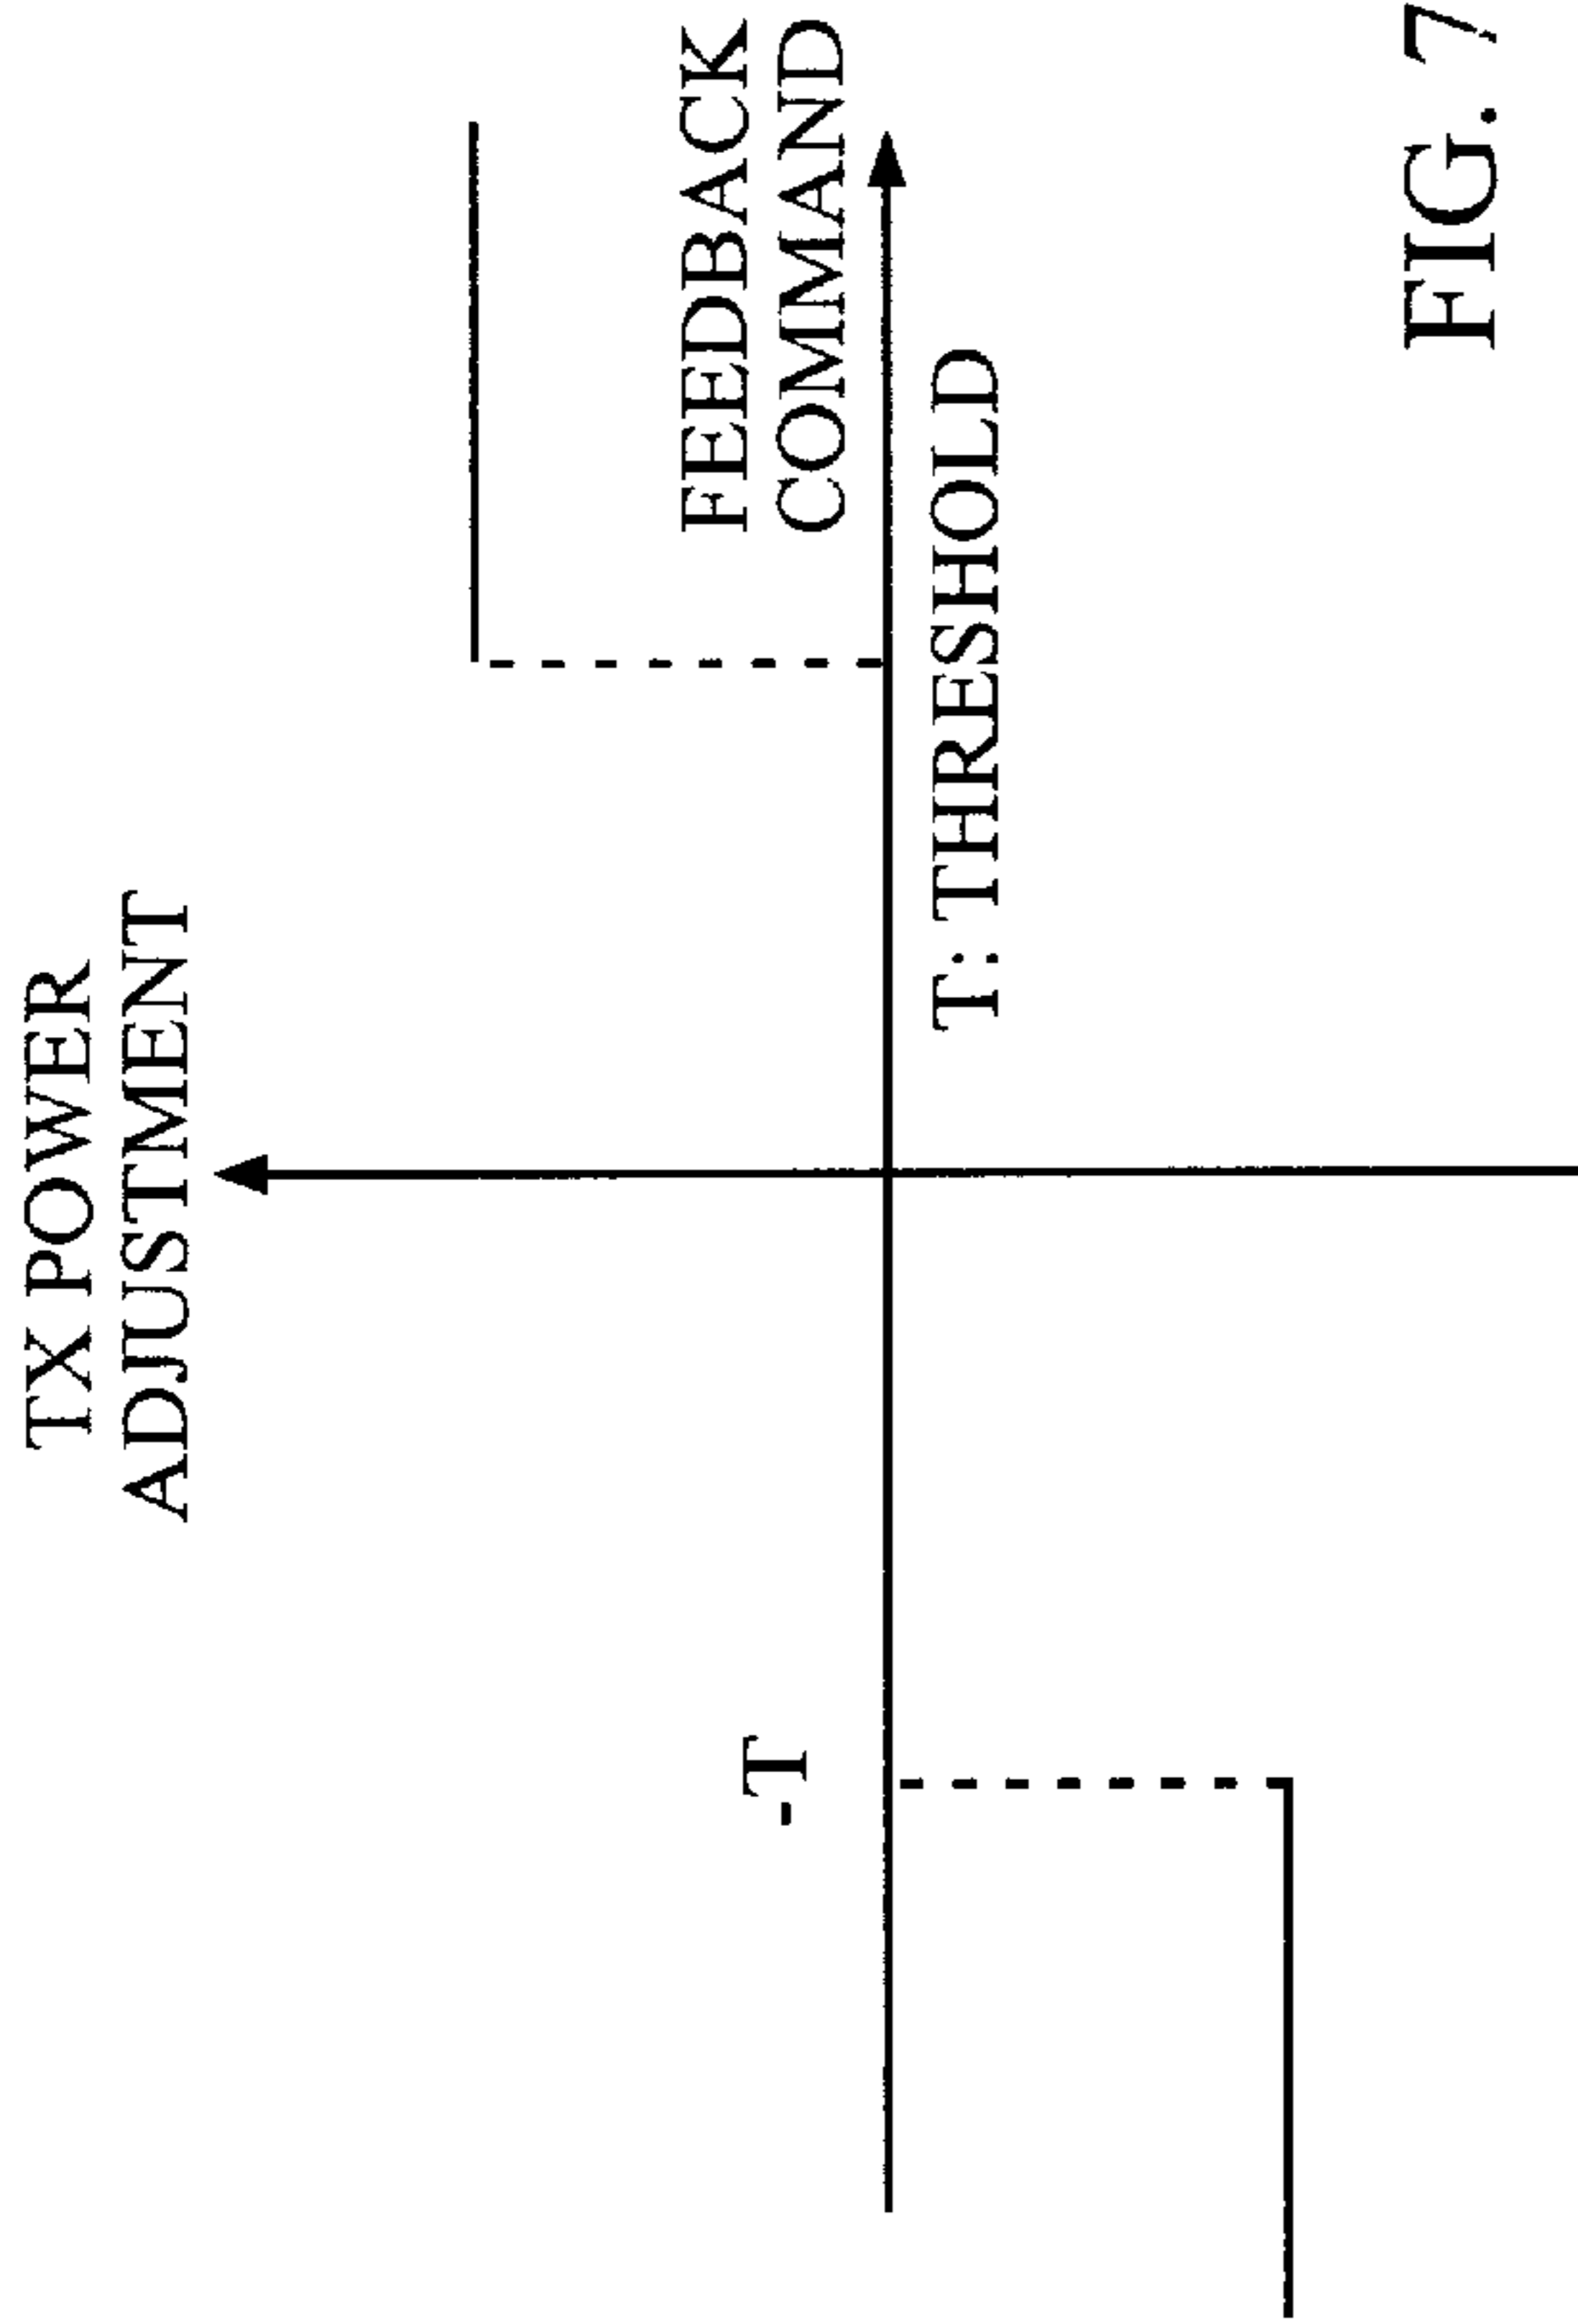 TX POWER
ADJUSTMENT
FEEDBACK
COMMAND
-T
T: THRESHOLD
FIG. 7